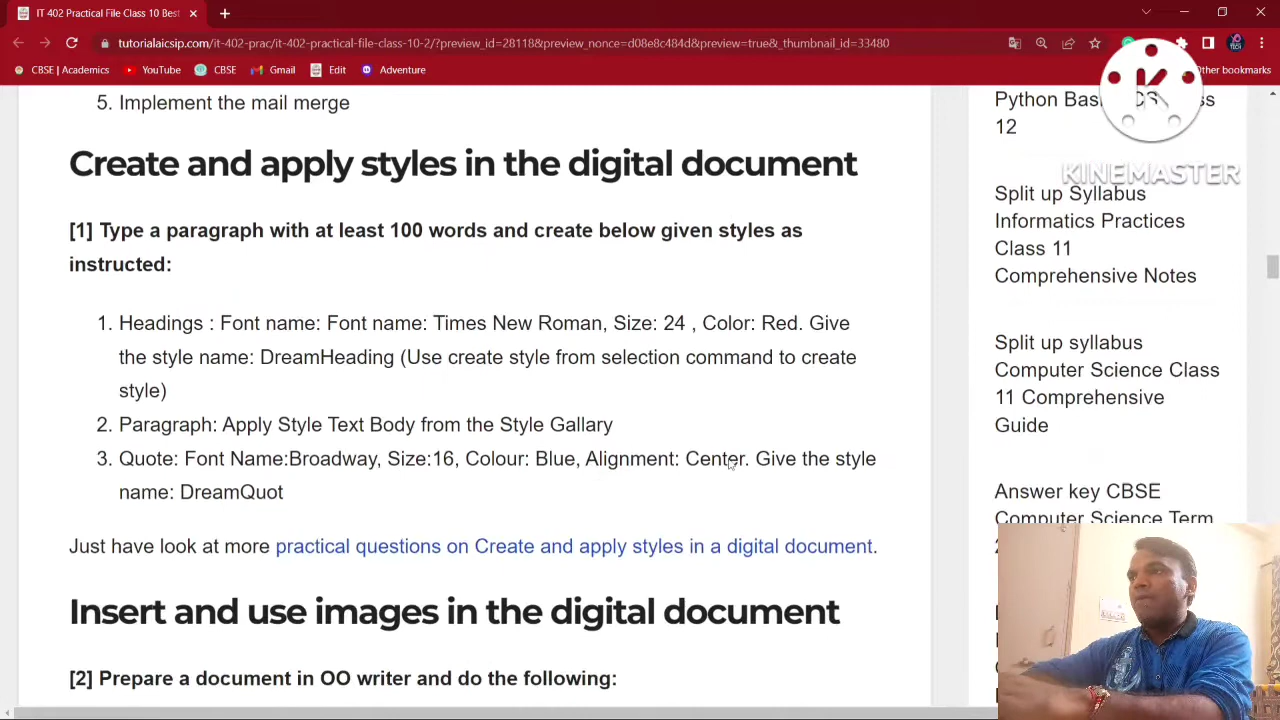 IT 402 Practical File Class 10 Best
tutorialaicsip.com/it-402-prac/it-402-practical-file-class-10-2/?preview_id=28118&preview_nonce=d08e8c484d&preview=true&_thumbnail_id=33480
CBSE | Academics
YouTube
CBSE
Gmail
Edit
Adventure
Other bookmarks
KINEMASTER
5. Implement the mail merge
Create and apply styles in the digital document
[1] Type a paragraph with at least 100 words and create below given styles as
instructed:
1. Headings : Font name: Font name: Times New Roman, Size: 24 , Color: Red. Give
the style name: DreamHeading (Use create style from selection command to create
style)
2. Paragraph: Apply Style Text Body from the Style Gallary
3. Quote: Font Name:Broadway, Size:16, Colour: Blue, Alignment: Center. Give the style
name: DreamQuot
Just have look at more practical questions on Create and apply styles in a digital document.
Insert and use images in the digital document
[2] Prepare a document in OO writer and do the following:
Python
12
Split up Syllabus
Informatics Practices
Class 11
Comprehensive Notes
Split up syllabus
Computer Science Class
11 Comprehensive
Guide
Answer key CBSE
Computer Science Term